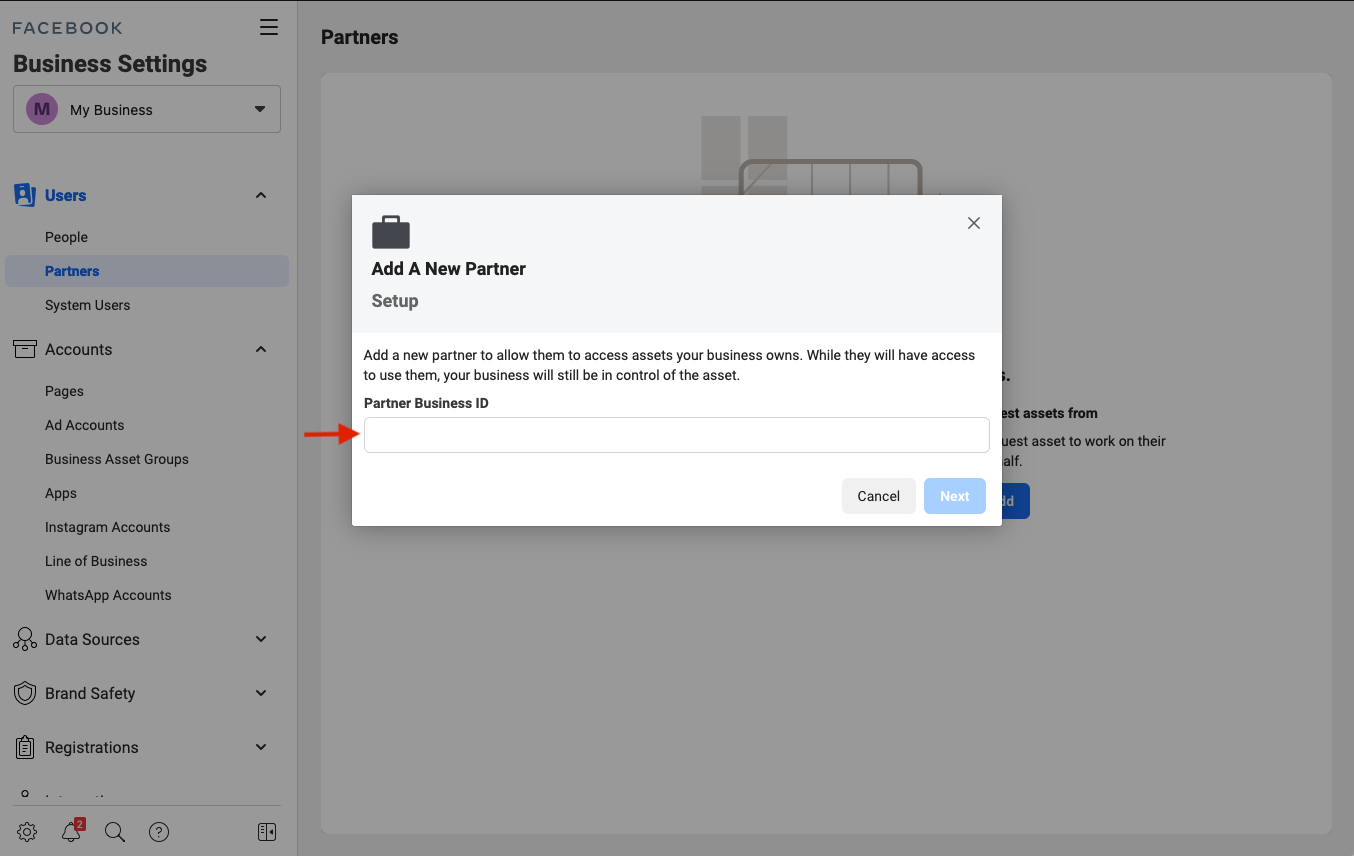 FACEBOOK
Business Settings
M
My Business
Users
People
Partners
System Users
Accounts
Pages
Ad Accounts
Business Asset Groups
Apps
Instagram Accounts
Line of Business
WhatsApp Accounts
Data Sources
Brand Safety
Registrations
2
Partners
Add A New Partner
Setup
Add a new partner to allow them to access assets your business owns. While they will have access
to use them, your business will still be in control of the asset.
Partner Business ID
Cancel
Next
s.
est assets from
uest asset to work on their
alf.
dd